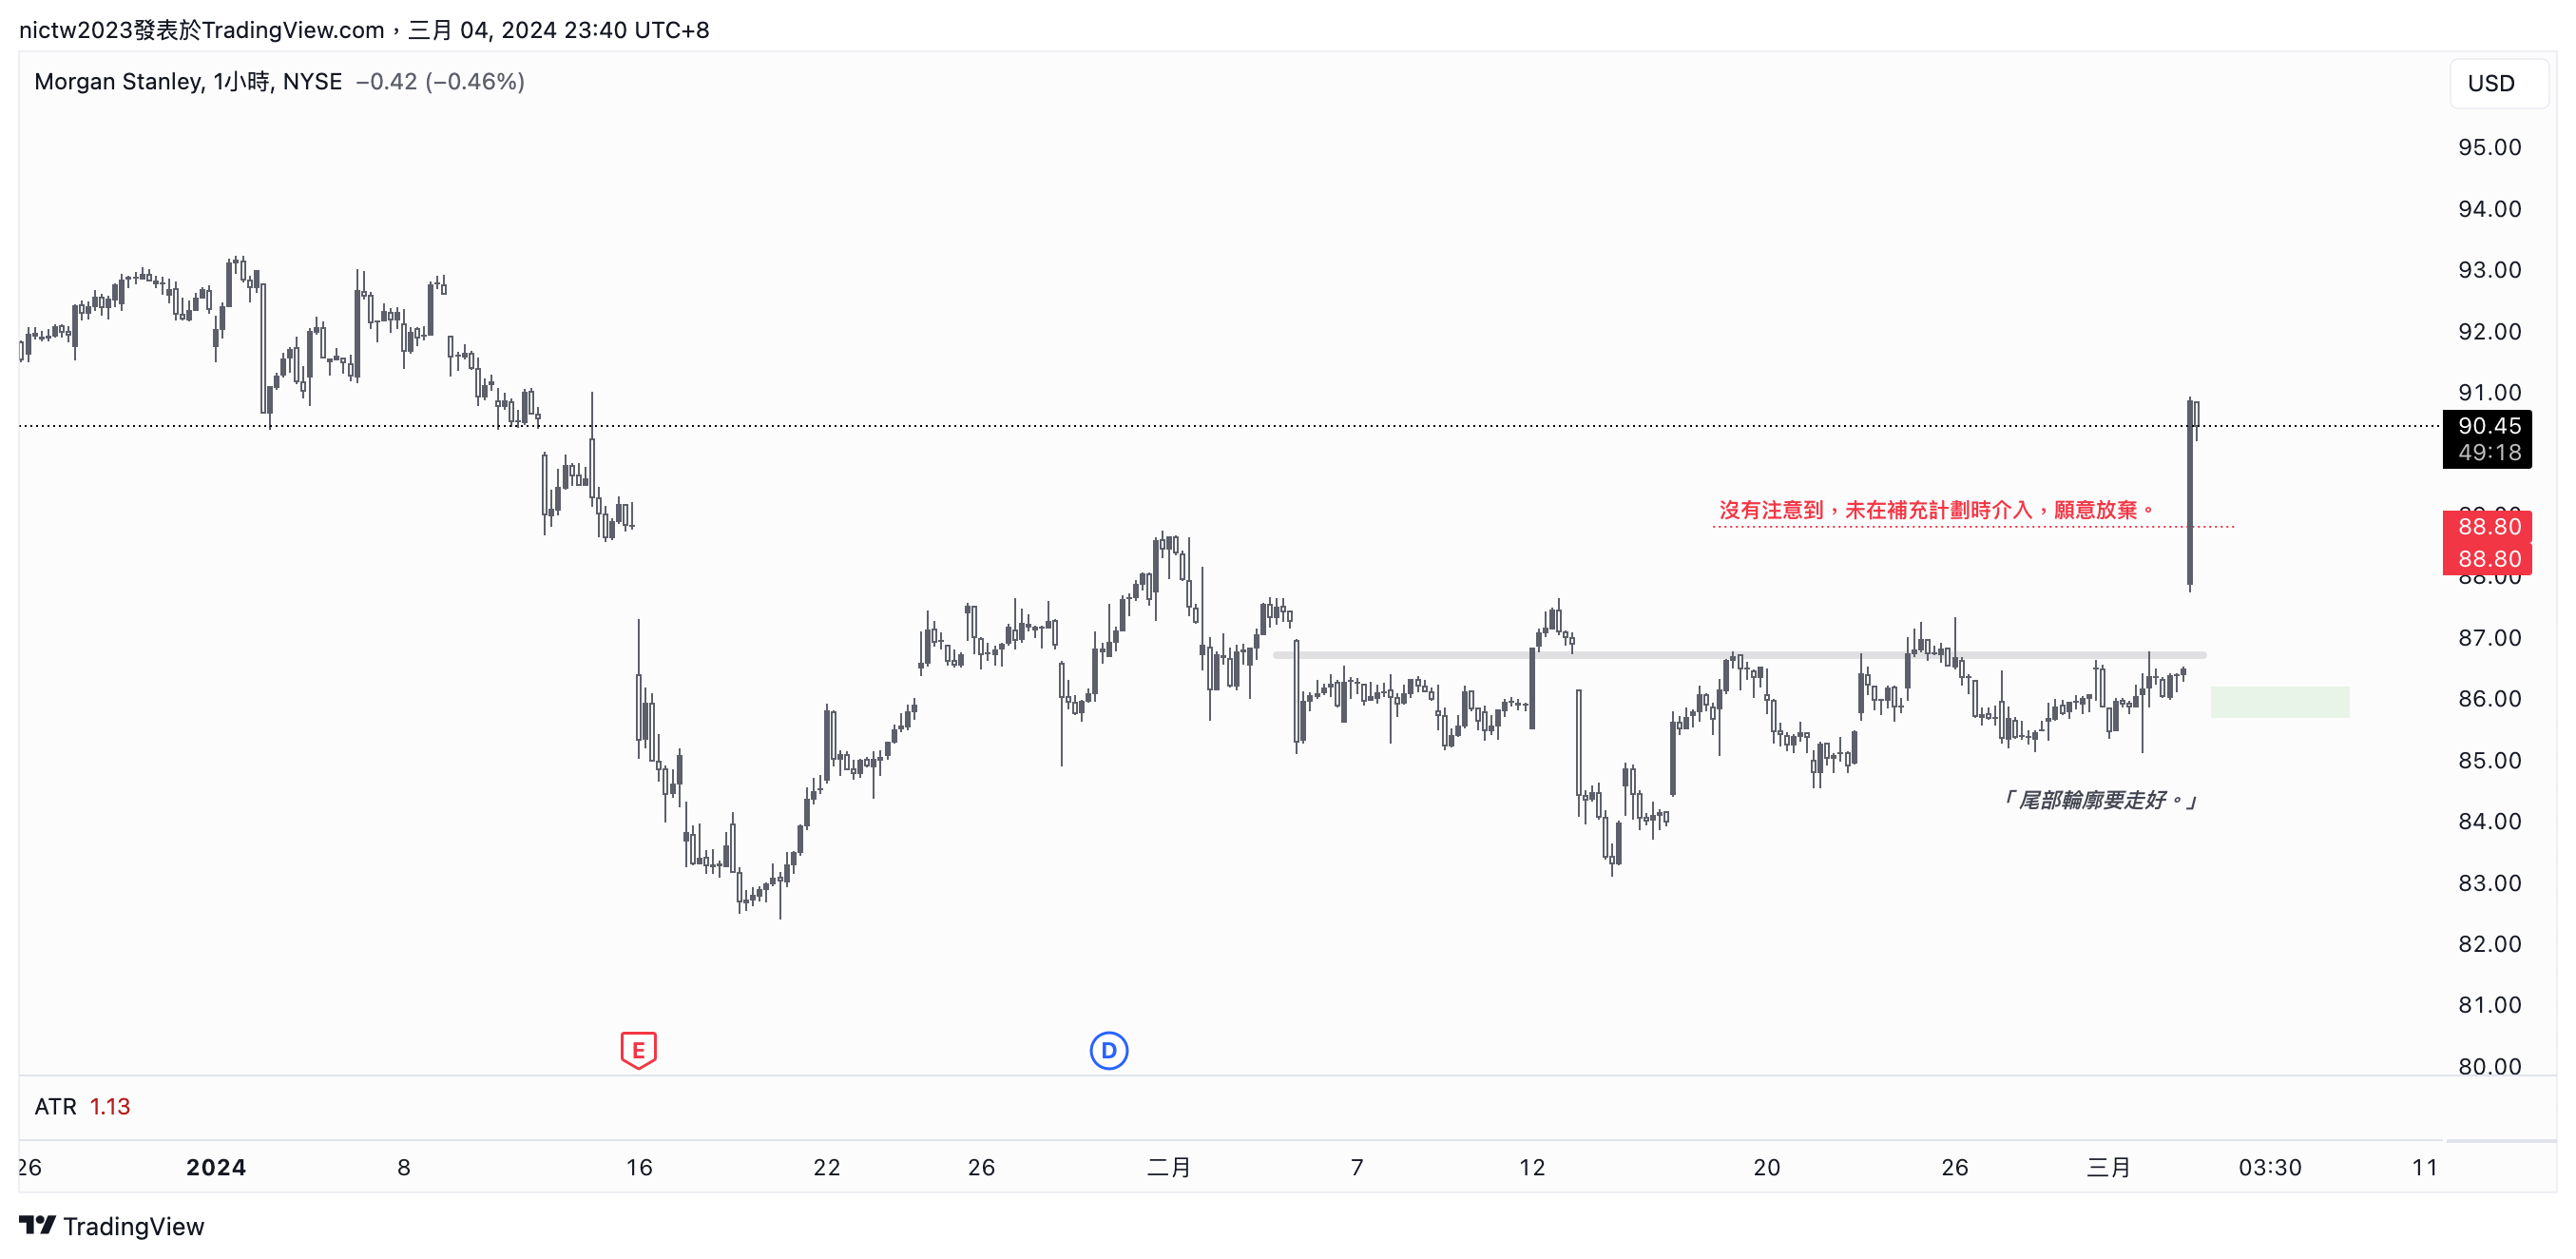 nictw2023發表於TradingView.com，三月 04, 2024 23:40 UTC+8
Morgan Stanley, 1小時, NYSE −0.42 (−0.46%)
USD
95.00
94.00
93.00
92.00
91.00
90.45
49:18
沒有注意到，未在補充計劃時介入，願意放棄。
88.80
88.80
88.00
87.00
86.00
85.00
「 尾部輪廓要走好。」
84.00
83.00
82.00
81.00
E
D
80.00
ATR 1.13
26 2024 8 16 22 26 二月 7 12 20 26 三月 03:30 11
TradingView